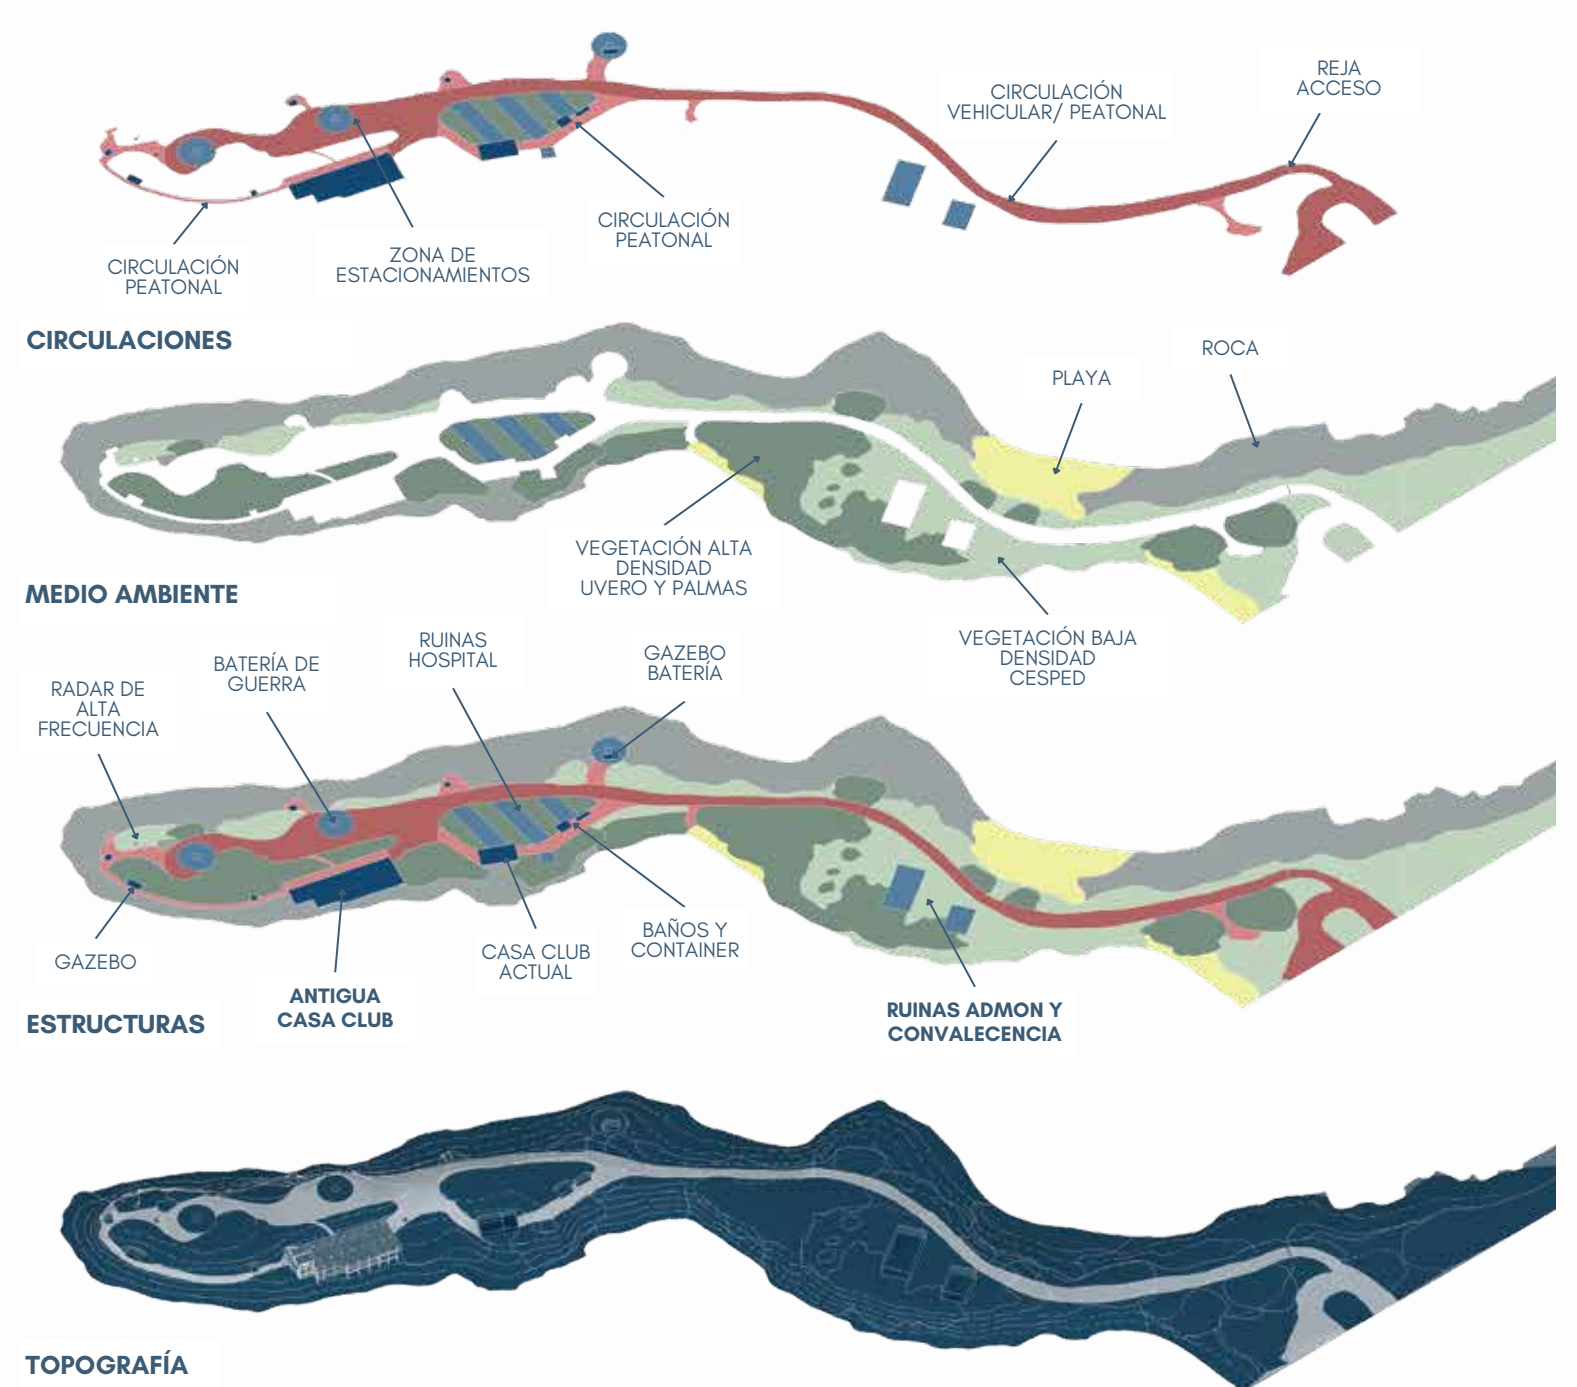 REJA
ACCESO
CIRCULACIÓN
VEHICULAR/ PEATONAL
CIRCULACIÓN
PEATONAL
ZONA DE
ESTACIONAMIENTOS
CIRCULACIÓN
PEATONAL
CIRCULACIONES
ROCA
PLAYA
VEGETACIÓN ALTA
DENSIDAD
UVERO Y PALMAS
MEDIO AMBIENTE
VEGETACIÓN BAJA
DENSIDAD
CESPED
RADAR DE
ALTA
FRECUENCIA
BATERÍA DE
GUERRA
RUINAS
HOSPITAL
GAZEBO
BATERÍA
GAZEBO
ANTIGUA
CASA CLUB
CASA CLUB
ACTUAL
BAÑOS Y
CONTAINER
RUINAS ADMON Y
CONVALECENCIA
ESTRUCTURAS
TOPOGRAFÍA